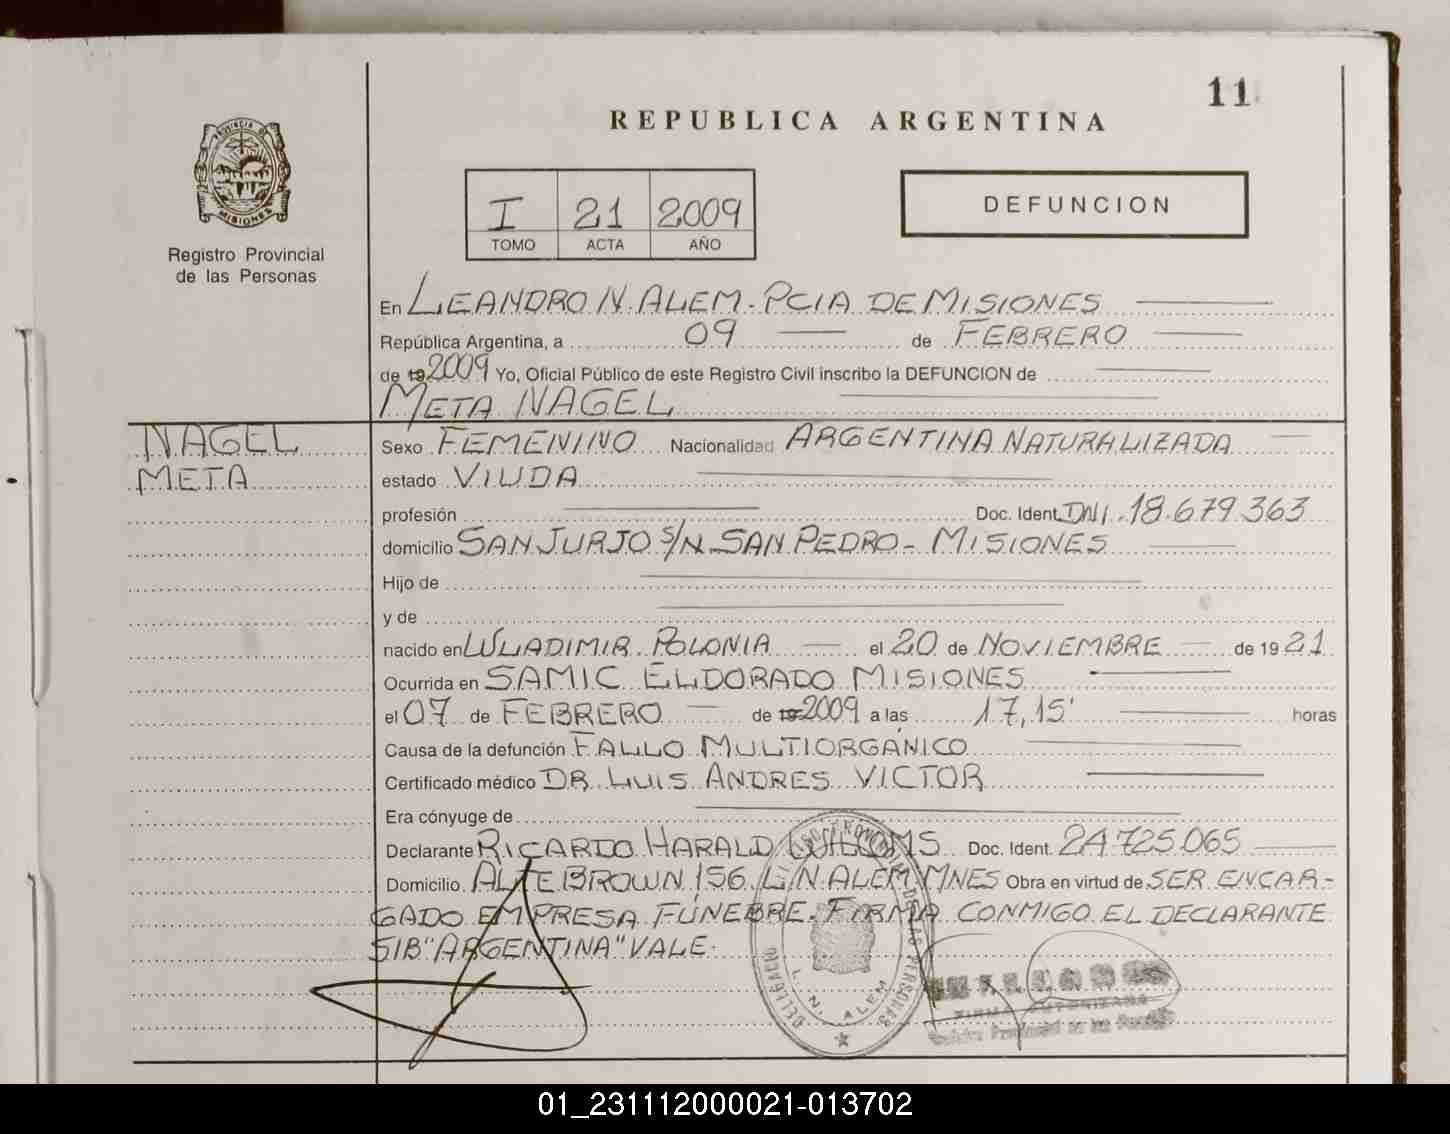 11
REPUBLICA ARGENTINA
PROVINCIA DE
MISIONES
Registro Provincial
de las Personas
I 21 2009
TOMO ACTA AÑO
DEFUNCION
En LEANDRO N. ALEM - PCIA DE MISIONES
República Argentina, a 09 de FEBRERO
de 19 2009 Yo, Oficial Público de este Registro Civil inscribo la DEFUNCION de
META NAGEL
NAGEL
META
Sexo FEMENINO Nacionalidad ARGENTINA NATURALIZADA
estado VIUDA
profesión Doc. Ident. DNI. 18.679.363
domicilio SAN JURJO S/N SAN PEDRO - MISIONES
Hijo de
y de
nacido en WLADIMIR POLONIA el 20 de NOVIEMBRE de 1921
Ocurrida en SAMIC ELDORADO MISIONES
el 07 de FEBRERO de 19 2009 a las 17,15' horas
Causa de la defunción FALLO MULTIORGÁNICO
Certificado médico DR. LUIS ANDRES VICTOR
Era cónyuge de
Declarante RICARDO HARALD Doc. Ident. 24.725.065
Domicilio ALTE BROWN 156 L.N. ALEM MNES Obra en virtud de SER ENCAR-
GADO EMPRESA FÚNEBRE. FIRMA CONMIGO EL DECLARANTE
S/B "ARGENTINA" VALE.
DE LAS PERSONAS
L. N. ALEM
01_231112000021-013702